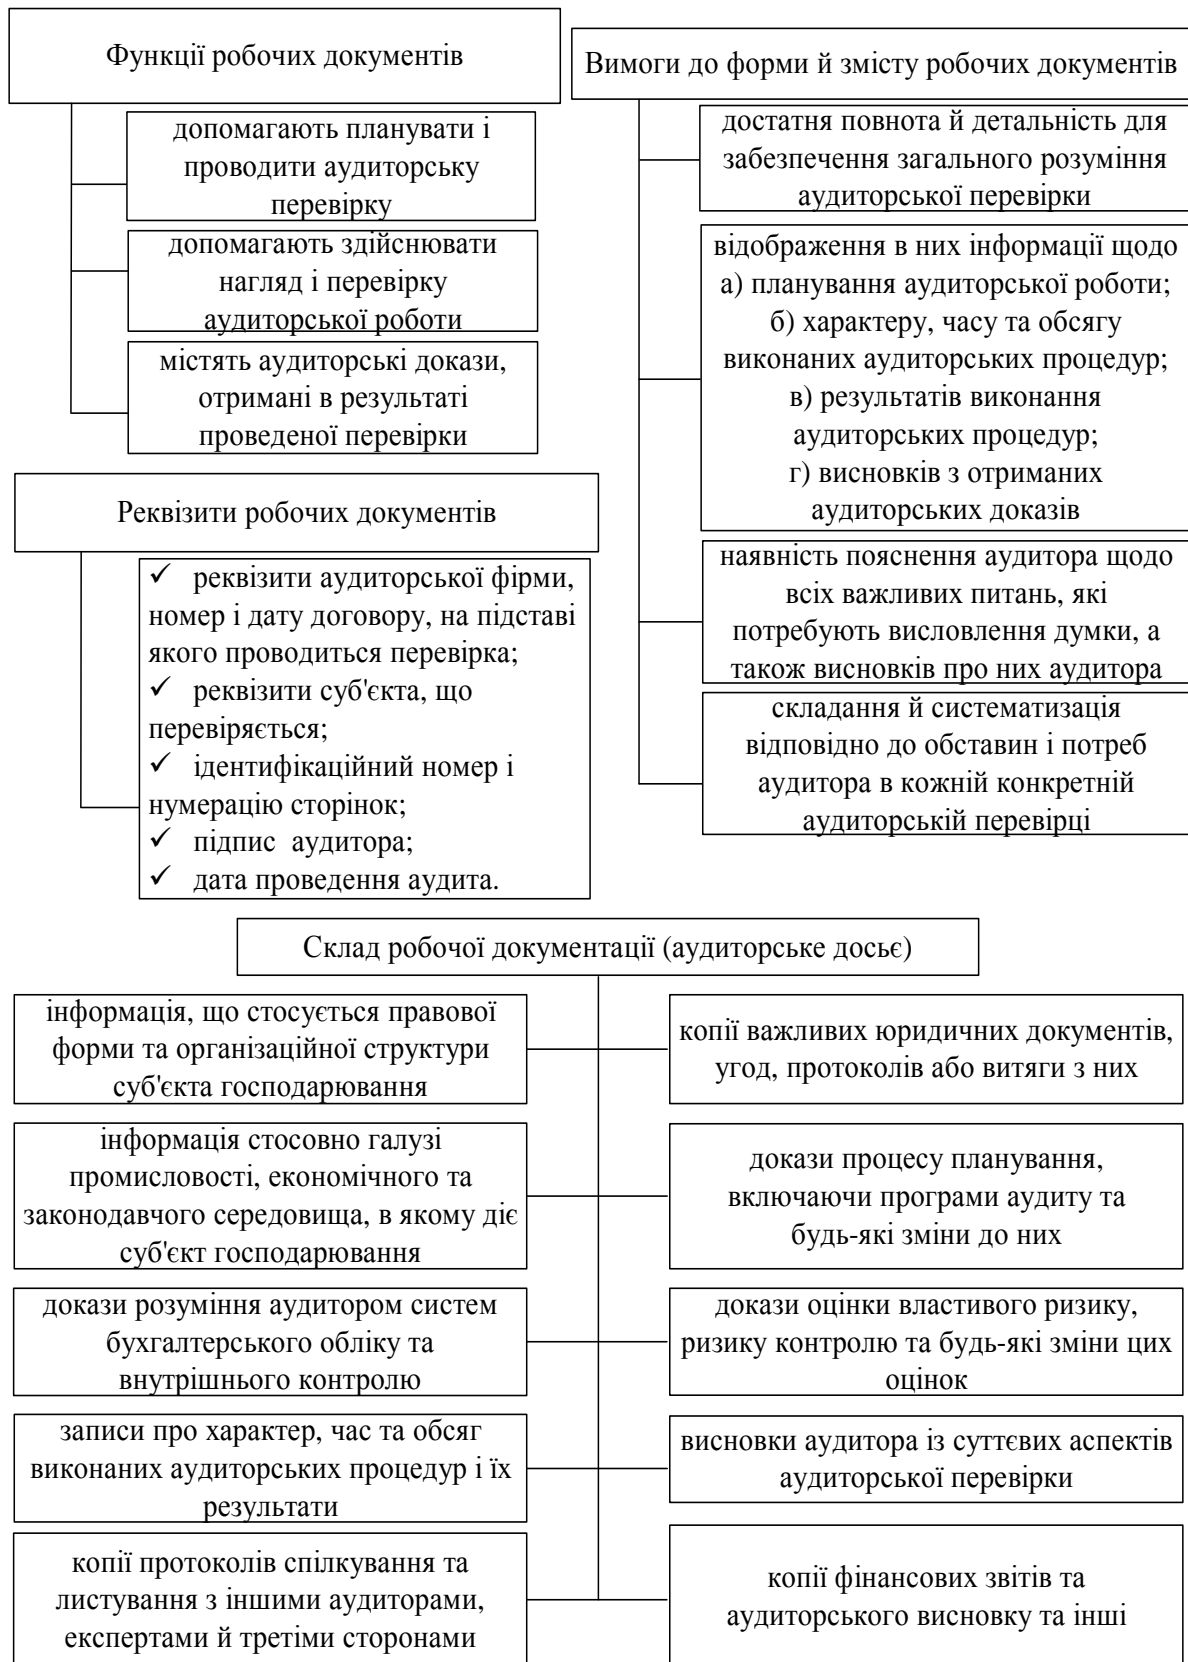 Функції робочих документів
допомагають планувати і
проводити аудиторську
перевірку
допомагають здійснювати
нагляд і перевірку
аудиторської роботи
містять аудиторські докази,
отримані в результаті
проведеної перевірки
Вимоги до форми й змісту робочих документів
достатня повнота й детальність для
забезпечення загального розуміння
аудиторської перевірки
відображення в них інформації щодо
а) планування аудиторської роботи;
б) характеру, часу та обсягу
виконаних аудиторських процедур;
в) результатів виконання
аудиторських процедур;
г) висновків з отриманих
аудиторських доказів
наявність пояснення аудитора щодо
всіх важливих питань, які
потребують висловлення думки, а
також висновків про них аудитора
складання й систематизація
відповідно до обставин і потреб
аудитора в кожній конкретній
аудиторській перевірці
Реквізити робочих документів
✓ реквізити аудиторської фірми,
номер і дату договору, на підставі
якого проводиться перевірка;
✓ реквізити суб'єкта, що
перевіряється;
✓ ідентифікаційний номер і
нумерацію сторінок;
✓ підпис аудитора;
✓ дата проведення аудита.
Склад робочої документації (аудиторське досьє)
інформація, що стосується правової
форми та організаційної структури
суб'єкта господарювання
копії важливих юридичних документів,
угод, протоколів або витяги з них
інформація стосовно галузі
промисловості, економічного та
законодавчого середовища, в якому діє
суб'єкт господарювання
докази процесу планування,
включаючи програми аудиту та
будь-які зміни до них
докази розуміння аудитором систем
бухгалтерського обліку та
внутрішнього контролю
докази оцінки властивого ризику,
ризику контролю та будь-які зміни цих
оцінок
записи про характер, час та обсяг
виконаних аудиторських процедур і їх
результати
висновки аудитора із суттєвих аспектів
аудиторської перевірки
копії протоколів спілкування та
листування з іншими аудиторами,
експертами й третіми сторонами
копії фінансових звітів та
аудиторського висновку та інші